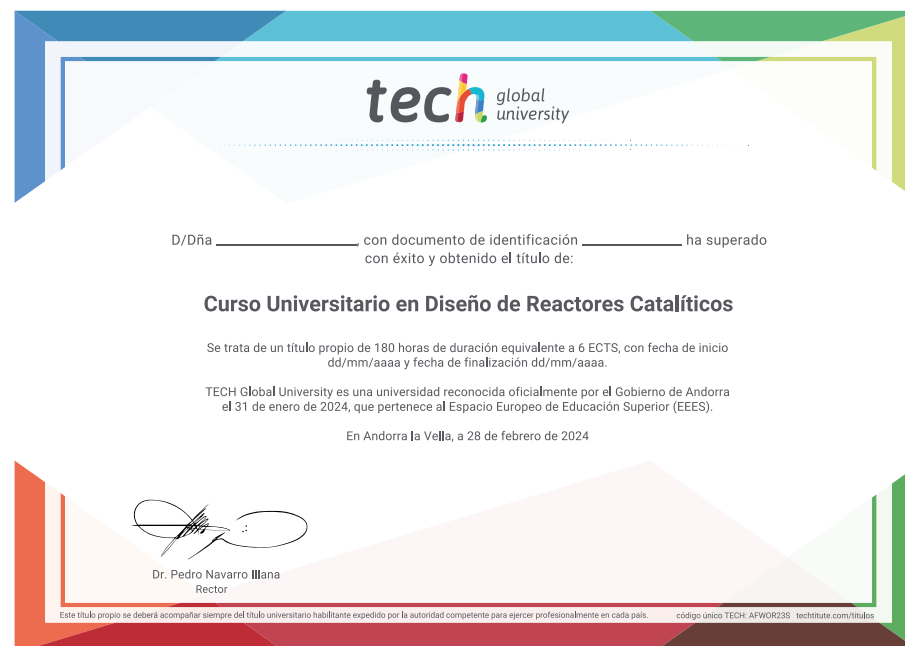 tech global university
D/Dña ______________, con documento de identificación __________ ha superado
con éxito y obtenido el título de:
Curso Universitario en Diseño de Reactores Catalíticos
Se trata de un título propio de 180 horas de duración equivalente a 6 ECTS, con fecha de inicio
dd/mm/aaaa y fecha de finalización dd/mm/aaaa.
TECH Global University es una universidad reconocida oficialmente por el Gobierno de Andorra
el 31 de enero de 2024, que pertenece al Espacio Europeo de Educación Superior (EEES).
En Andorra la Vella, a 28 de febrero de 2024
Dr. Pedro Navarro Illana
Rector
Este título propio se deberá acompañar siempre del título universitario habilitante expedido por la autoridad competente para ejercer profesionalmente en cada país. código único TECH: AFWOR23S techtitute.com/titulos